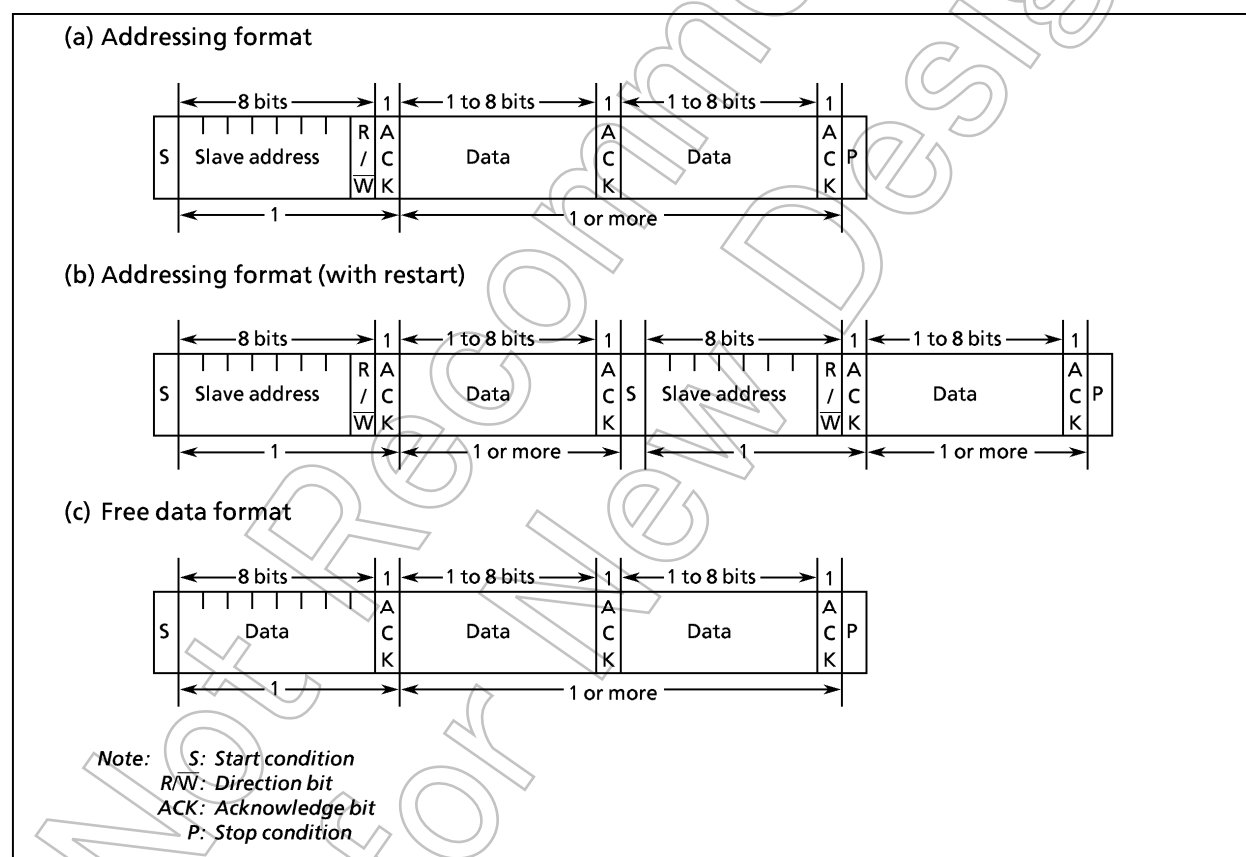 (a) Addressing format
8 bits 1 1 to 8 bits 1 1 to 8 bits 1
S Slave address R/W̅ ACK Data ACK Data ACK P
1 1 or more
(b) Addressing format (with restart)
8 bits 1 1 to 8 bits 1 8 bits 1 1 to 8 bits 1
S Slave address R/W̅ ACK Data ACK S Slave address R/W̅ ACK Data ACK P
1 1 or more 1 1 or more
(c) Free data format
8 bits 1 1 to 8 bits 1 1 to 8 bits 1
S Data ACK Data ACK Data ACK P
1 1 or more
Note: S: Start condition
R/W̅: Direction bit
ACK: Acknowledge bit
P: Stop condition
Not Recomm
for New Desig